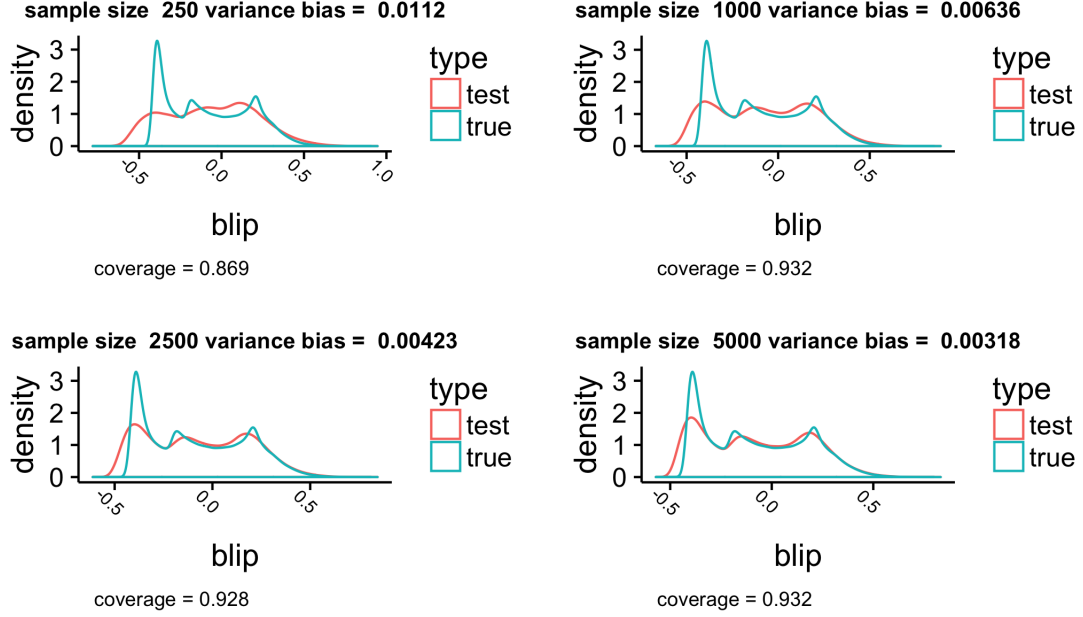 sample size  250 variance bias =  0.0112
density
3
2
1
0
-0.5
0.0
0.5
1.0
blip
type
test
true
coverage = 0.869
sample size  1000 variance bias =  0.00636
density
3
2
1
0
-0.5
0.0
0.5
blip
type
test
true
coverage = 0.932
sample size  2500 variance bias =  0.00423
density
3
2
1
0
-0.5
0.0
0.5
blip
type
test
true
coverage = 0.928
sample size  5000 variance bias =  0.00318
density
3
2
1
0
-0.5
0.0
0.5
blip
type
test
true
coverage = 0.932